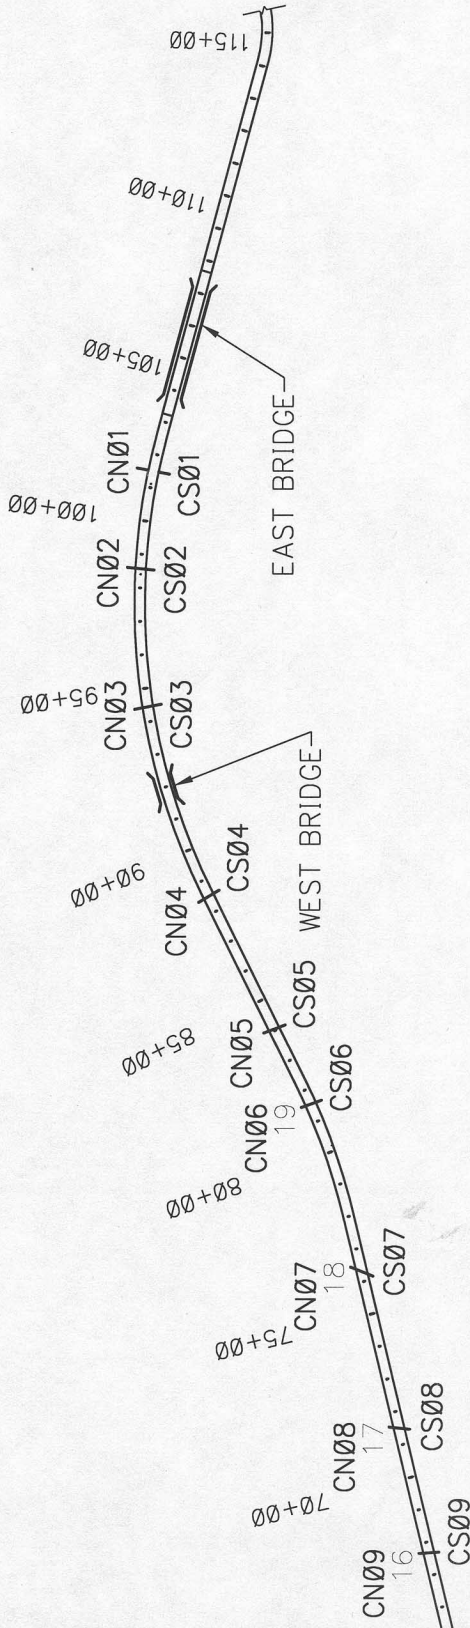 115+00
110+00
105+00
CN01
CS01
EAST BRIDGE
100+00
CN02
CS02
95+00
CN03
CS03
WEST BRIDGE
90+00
CN04
CS04
85+00
CN05
CS05
CN06
19
CS06
80+00
CN07
18
CS07
75+00
CN08
17
CS08
70+00
CN09
16
CS09